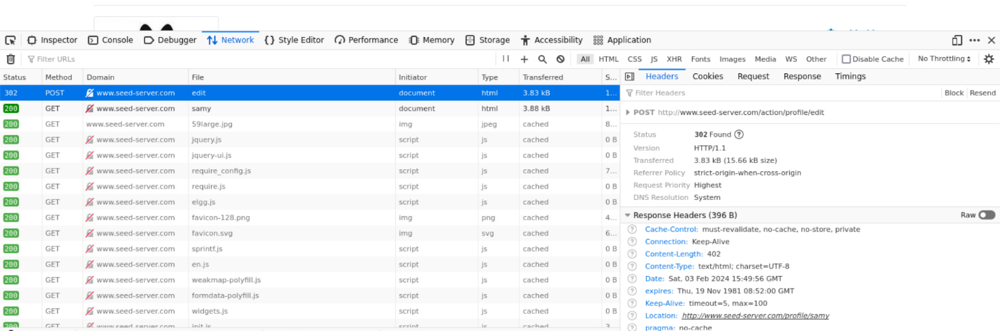 Inspector Console Debugger Network Style Editor Performance Memory Storage Accessibility Application
Filter URLs All HTML CSS JS XHR Fonts Images Media WS Other Disable Cache No Throttling
Status Method Domain File Initiator Type Transferred S... Headers Cookies Request Response Timings
Filter Headers Block Resend
302 POST www.seed-server.com edit document html 3.83 kB 1...
200 GET www.seed-server.com samy document html 3.88 kB 1...
200 GET www.seed-server.com 59large.jpg img jpeg cached 8...
200 GET www.seed-server.com jquery.js script js cached 0 B
200 GET www.seed-server.com jquery-ui.js script js cached 0 B
200 GET www.seed-server.com require_config.js script js cached 7...
200 GET www.seed-server.com require.js script js cached 0 B
200 GET www.seed-server.com elgg.js script js cached 0 B
200 GET www.seed-server.com favicon-128.png img png cached 4...
200 GET www.seed-server.com favicon.svg img svg cached 6...
200 GET www.seed-server.com sprintf.js script js cached 0 B
200 GET www.seed-server.com en.js script js cached 0 B
200 GET www.seed-server.com weakmap-polyfill.js script js cached 0 B
200 GET www.seed-server.com formdata-polyfill.js script js cached 0 B
200 GET www.seed-server.com widgets.js script js cached 0 B
200 GET www.seed-server.com init.js script js cached 3...
POST http://www.seed-server.com/action/profile/edit
Status 302 Found
Version HTTP/1.1
Transferred 3.83 kB (15.66 kB size)
Referrer Policy strict-origin-when-cross-origin
Request Priority Highest
DNS Resolution System
Response Headers (396 B) Raw
Cache-Control: must-revalidate, no-cache, no-store, private
Connection: Keep-Alive
Content-Length: 402
Content-Type: text/html; charset=UTF-8
Date: Sat, 03 Feb 2024 15:49:56 GMT
expires: Thu, 19 Nov 1981 08:52:00 GMT
Keep-Alive: timeout=5, max=100
Location: http://www.seed-server.com/profile/samy
pragma: no-cache